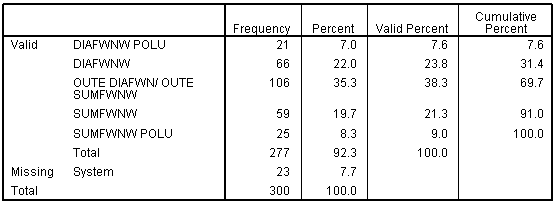 Frequency Percent Valid Percent Cumulative Percent
Valid DIAFWNW POLU 21 7.0 7.6 7.6
DIAFWNW 66 22.0 23.8 31.4
OUTE DIAFWN/ OUTE SUMFWNW 106 35.3 38.3 69.7
SUMFWNW 59 19.7 21.3 91.0
SUMFWNW POLU 25 8.3 9.0 100.0
Total 277 92.3 100.0
Missing System 23 7.7
Total 300 100.0